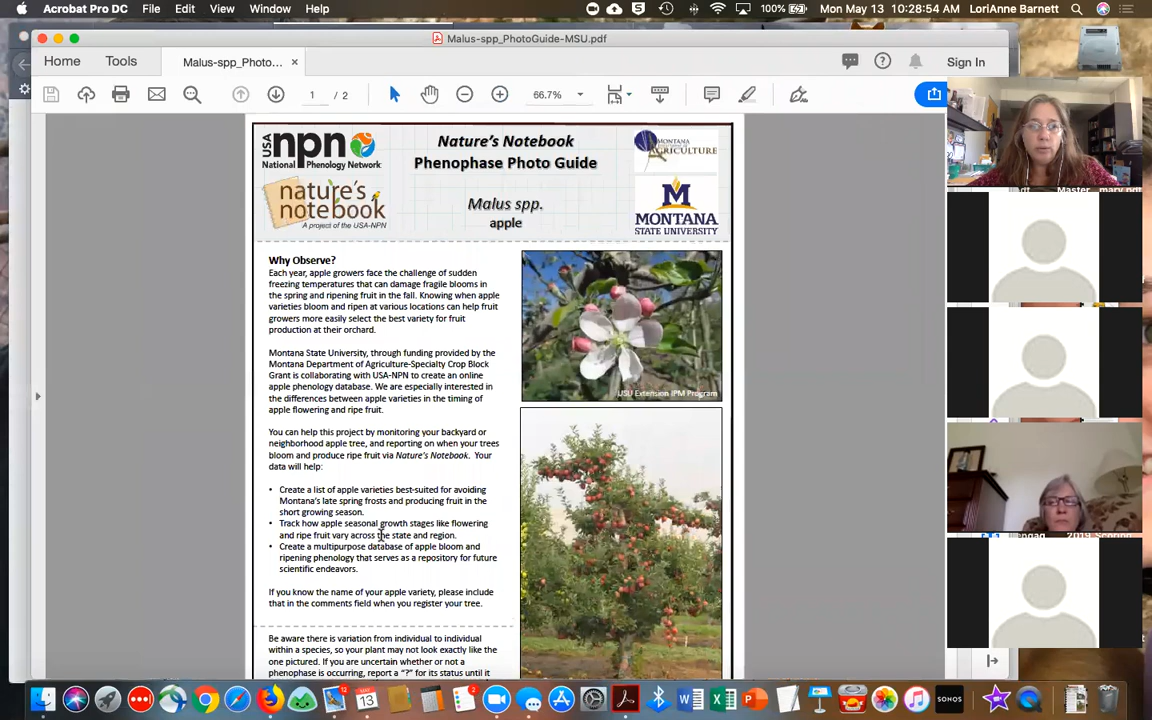 Acrobat Pro DC File Edit View Window Help 100% Mon May 13 10:28:54 AM LoriAnne Barnett
Malus-spp_PhotoGuide-MSU.pdf
Home Tools Malus-spp_Photo... × Sign In
1 / 2 66.7%
USA npn
National Phenology Network
nature's notebook
A project of the USA-NPN
Nature's Notebook
Phenophase Photo Guide
Malus spp.
apple
MONTANA
AGRICULTURE
M
MONTANA
STATE UNIVERSITY
Why Observe?
Each year, apple growers face the challenge of sudden
freezing temperatures that can damage fragile blooms in
the spring and ripening fruit in the fall. Knowing when apple
varieties bloom and ripen at various locations can help fruit
growers more easily select the best variety for fruit
production at their orchard.
Montana State University, through funding provided by the
Montana Department of Agriculture-Specialty Crop Block
Grant is collaborating with USA-NPN to create an online
apple phenology database. We are especially interested in
the differences between apple varieties in the timing of
apple flowering and ripe fruit.
You can help this project by monitoring your backyard or
neighborhood apple tree, and reporting on when your trees
bloom and produce ripe fruit via Nature's Notebook. Your
data will help:
• Create a list of apple varieties best-suited for avoiding
Montana's late spring frosts and producing fruit in the
short growing season.
• Track how apple seasonal growth stages like flowering
and ripe fruit vary across the state and region.
• Create a multipurpose database of apple bloom and
ripening phenology that serves as a repository for future
scientific endeavors.
If you know the name of your apple variety, please include
that in the comments field when you register your tree.
Be aware there is variation from individual to individual
within a species, so your plant may not look exactly like the
one pictured. If you are uncertain whether or not a
phenophase is occurring, report a "?" for its status until it
USU Extension IPM Program
SONOS